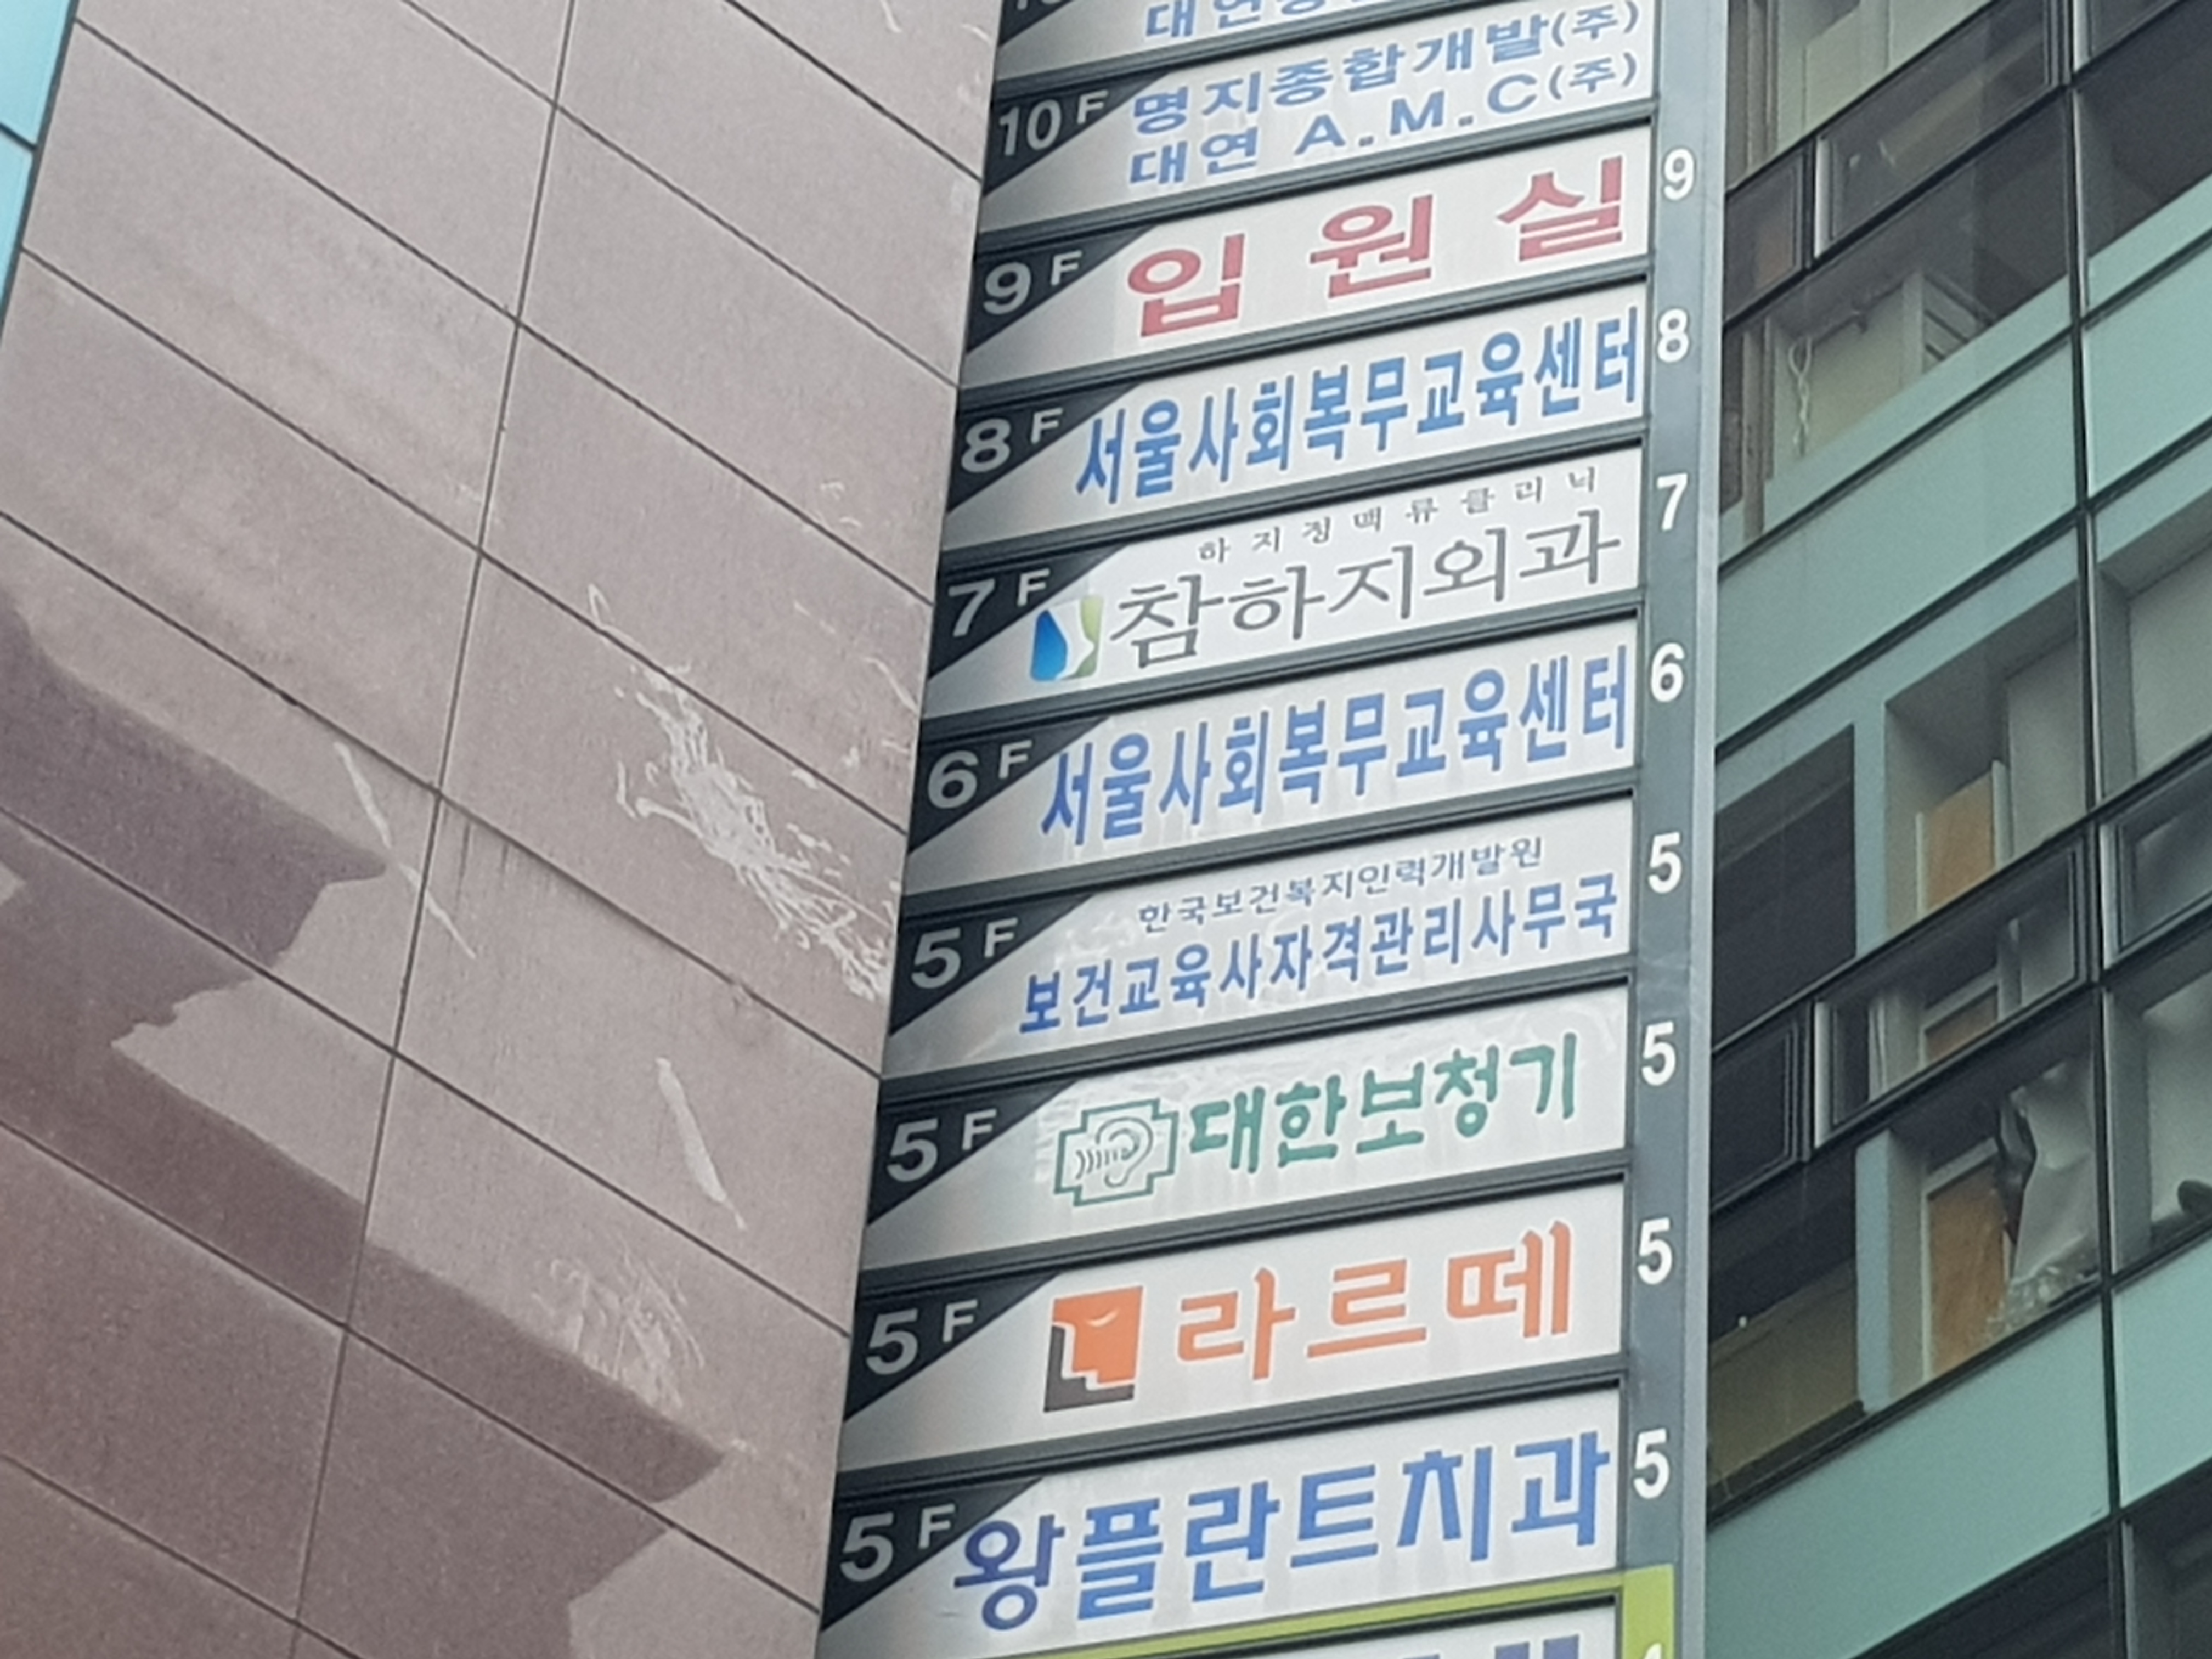 명지종합개발(주)
10F 대연 A.M.C(주)
9F 입원실 9
8F 서울사회복무교육센터 8
하지정맥류클리닉
7F 참하지외과 7
6F 서울사회복무교육센터 6
한국보건복지인력개발원
5F 보건교육사자격관리사무국 5
5F 대한보청기 5
5F 라르떼 5
5F 왕플란트치과 5